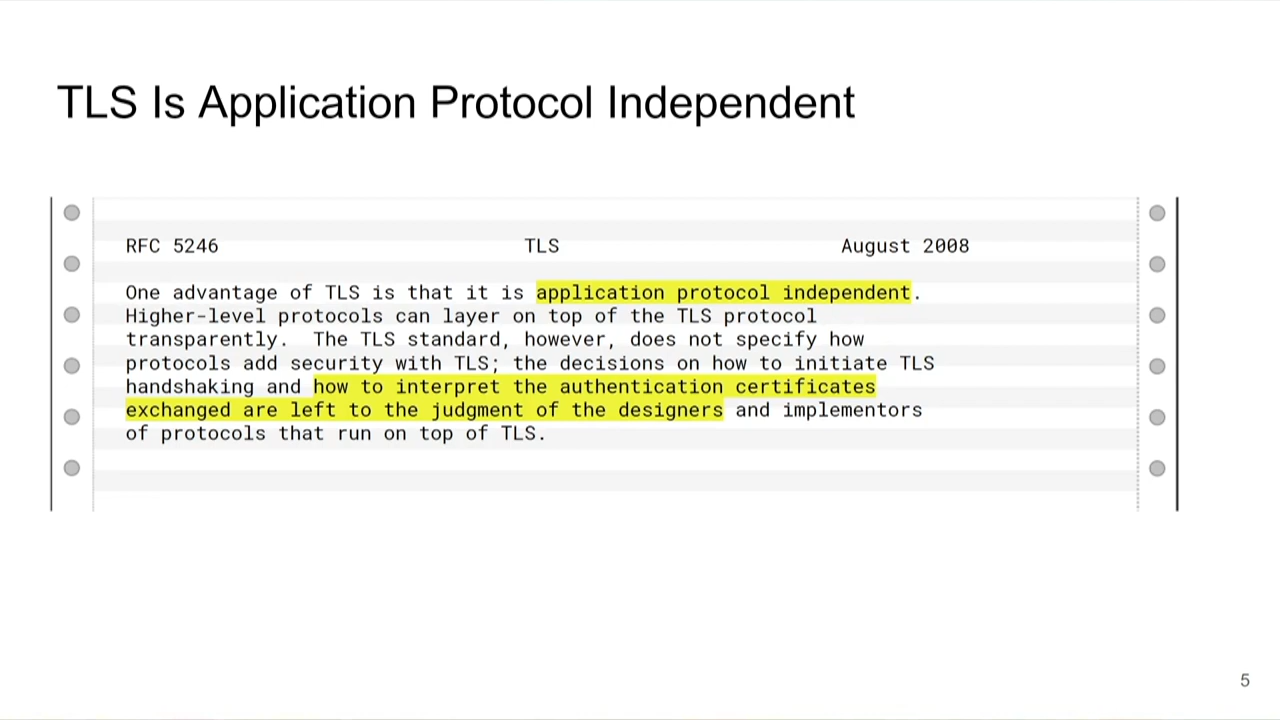 TLS Is Application Protocol Independent
RFC 5246 TLS August 2008
One advantage of TLS is that it is application protocol independent.
Higher-level protocols can layer on top of the TLS protocol
transparently. The TLS standard, however, does not specify how
protocols add security with TLS; the decisions on how to initiate TLS
handshaking and how to interpret the authentication certificates
exchanged are left to the judgment of the designers and implementors
of protocols that run on top of TLS.
5